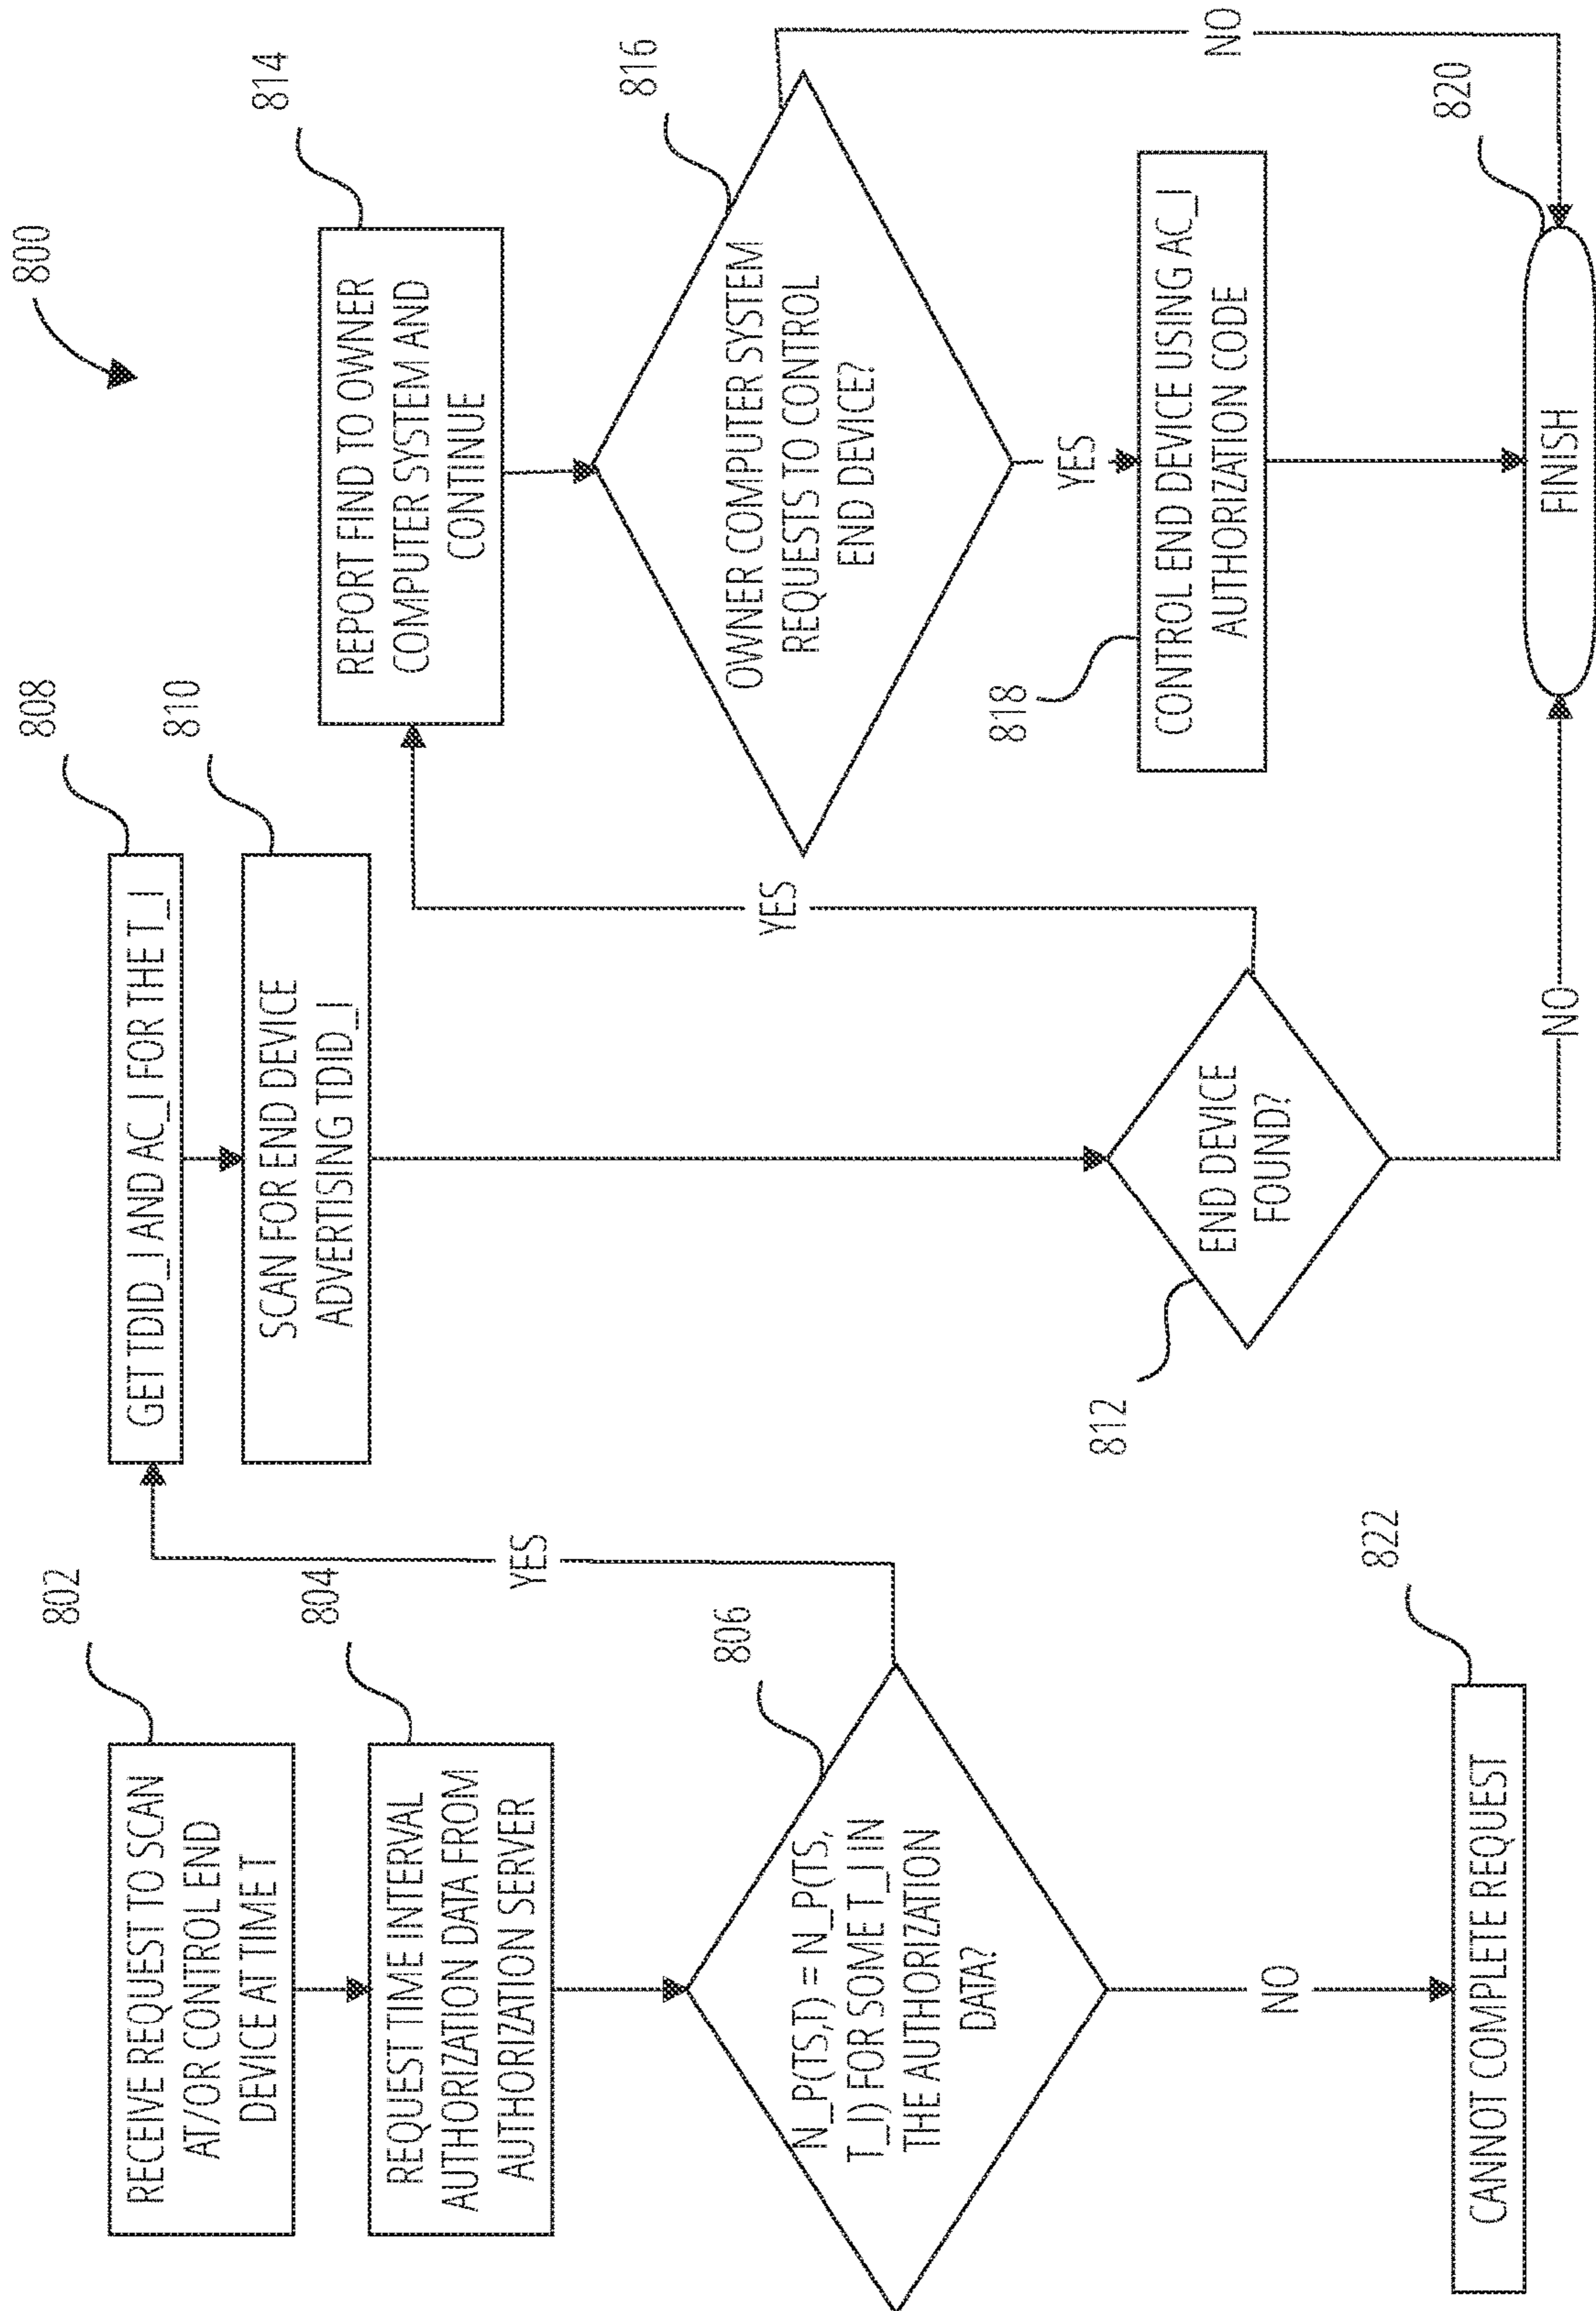 800
802
RECEIVE REQUEST TO SCAN
AT/OR CONTROL END
DEVICE AT TIME T
804
REQUEST TIME INTERVAL
AUTHORIZATION DATA FROM
AUTHORIZATION SERVER
806
N_P(TS,T) = N_P(TS,
T_I) FOR SOME T_I IN
THE AUTHORIZATION
DATA?
YES
NO
822
CANNOT COMPLETE REQUEST
808
GET TDID_I AND AC_I FOR THE T_I
810
SCAN FOR END DEVICE
ADVERTISING TDID_I
812
END DEVICE
FOUND?
YES
NO
814
REPORT FIND TO OWNER
COMPUTER SYSTEM AND
CONTINUE
816
OWNER COMPUTER SYSTEM
REQUESTS TO CONTROL
END DEVICE?
YES
NO
818
CONTROL END DEVICE USING AC_I
AUTHORIZATION CODE
820
FINISH